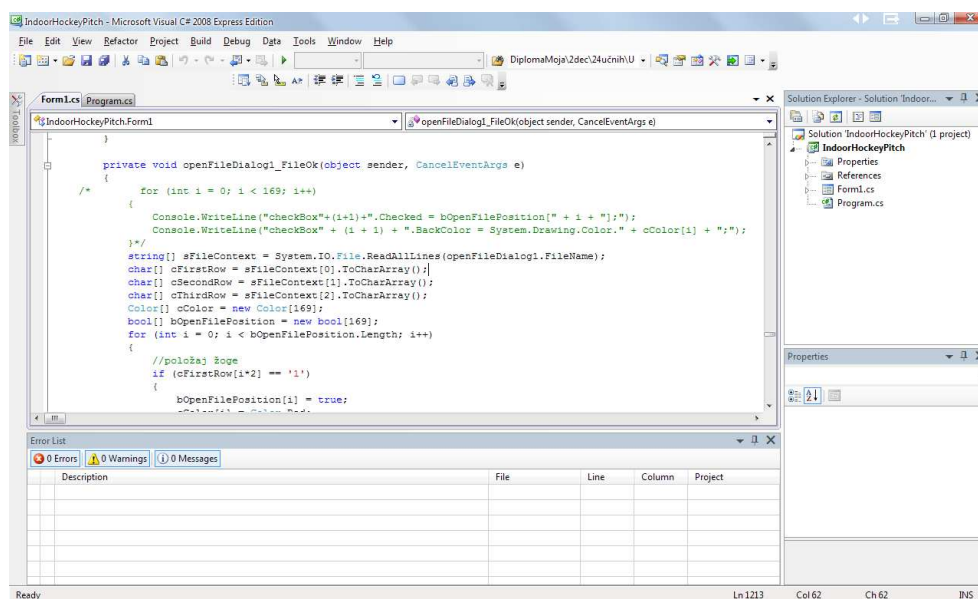 IndoorHockeyPitch - Microsoft Visual C# 2008 Express Edition
File Edit View Refactor Project Build Debug Data Tools Window Help
DiplomaMoja\2dec\24učnih\U
Toolbox
Form1.cs Program.cs
IndoorHockeyPitch.Form1 openFileDialog1_FileOk(object sender, CancelEventArgs e)
}
private void openFileDialog1_FileOk(object sender, CancelEventArgs e)
{
/* for (int i = 0; i < 169; i++)
{
Console.WriteLine("checkBox"+(i+1)+".Checked = bOpenFilePosition[" + i + "];");
Console.WriteLine("checkBox" + (i + 1) + ".BackColor = System.Drawing.Color." + cColor[i] + ";");
}*/
string[] sFileContext = System.IO.File.ReadAllLines(openFileDialog1.FileName);
char[] cFirstRow = sFileContext[0].ToCharArray();
char[] cSecondRow = sFileContext[1].ToCharArray();
char[] cThirdRow = sFileContext[2].ToCharArray();
Color[] cColor = new Color[169];
bool[] bOpenFilePosition = new bool[169];
for (int i = 0; i < bOpenFilePosition.Length; i++)
{
//položaj žoge
if (cFirstRow[i*2] == '1')
{
bOpenFilePosition[i] = true;
Solution Explorer - Solution 'Indoor...
Solution 'IndoorHockeyPitch' (1 project)
IndoorHockeyPitch
Properties
References
Form1.cs
Program.cs
Properties
Error List
0 Errors 0 Warnings 0 Messages
Description File Line Column Project
Ready Ln 1213 Col 62 Ch 62 INS